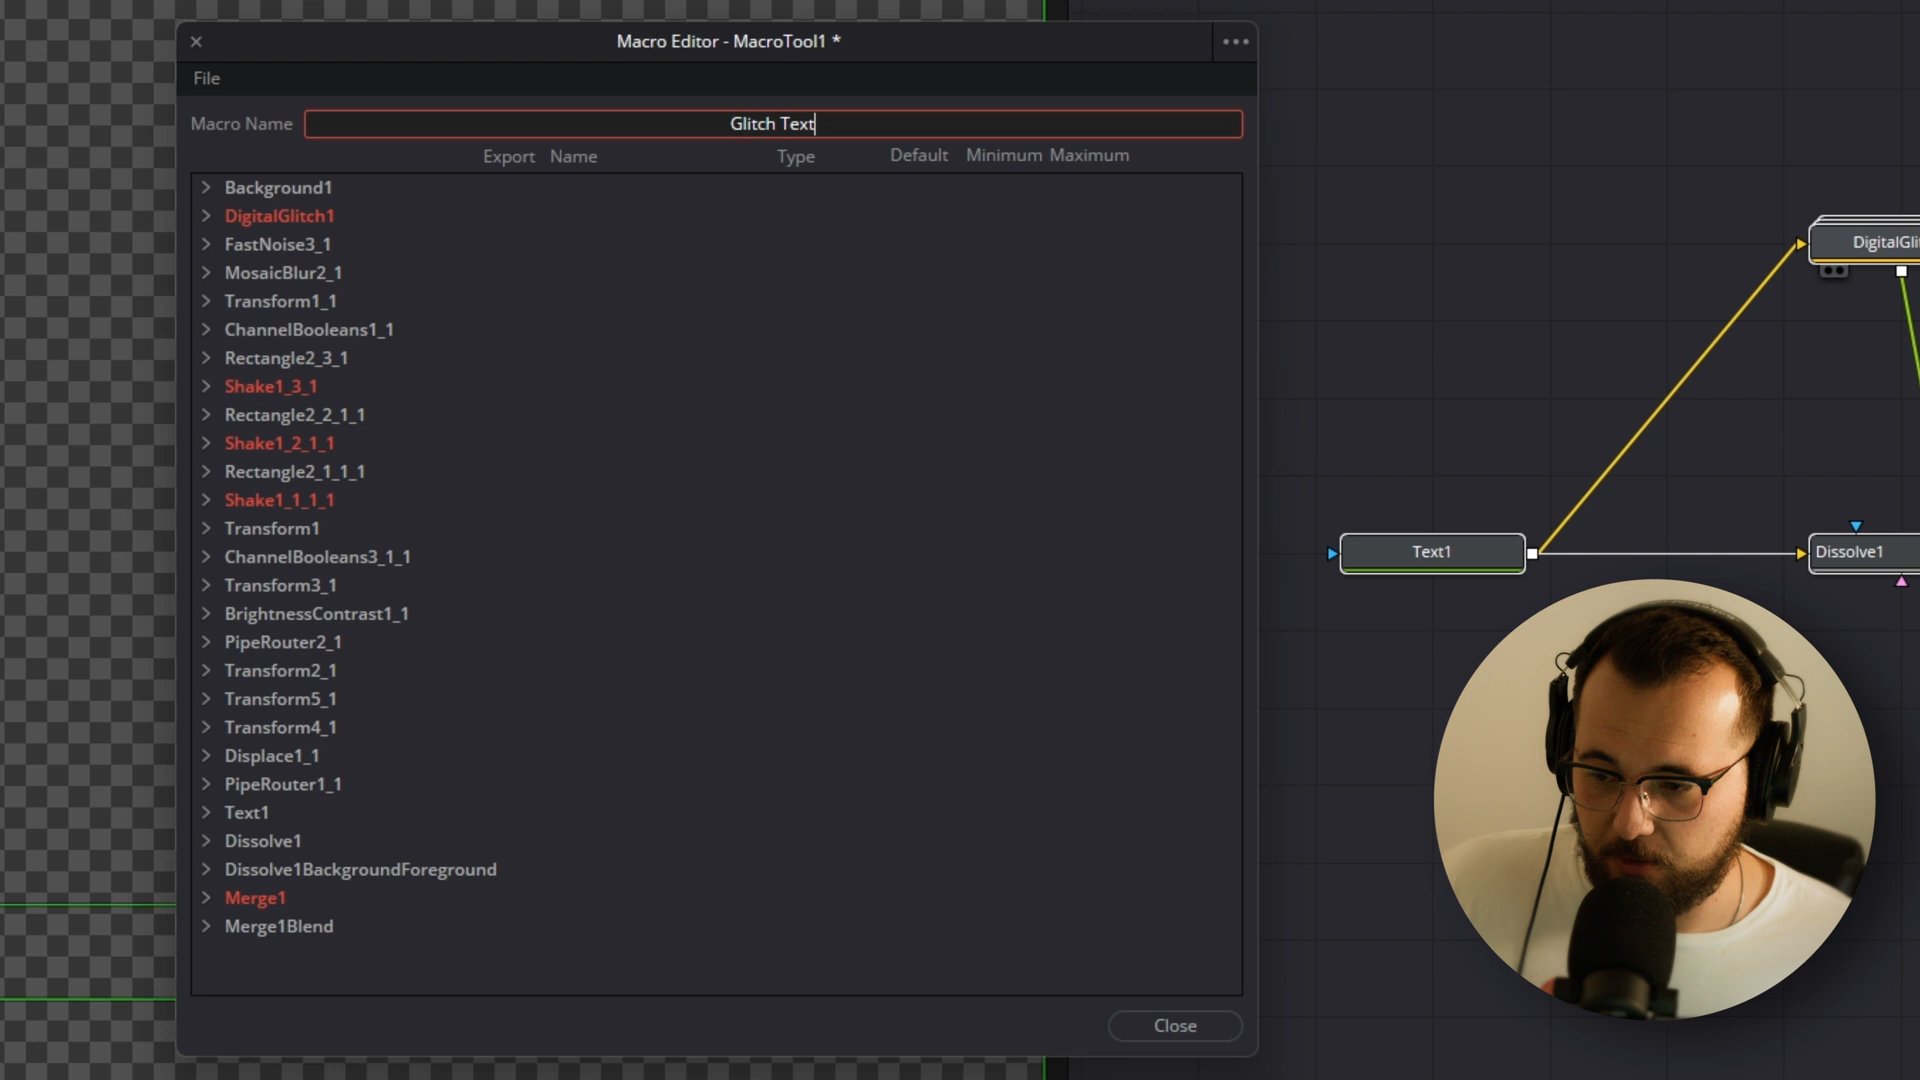 Macro Editor - MacroTool1 *
File
Macro Name
Glitch Text
Export Name Type Default Minimum Maximum
Background1
DigitalGlitch1
FastNoise3_1
MosaicBlur2_1
Transform1_1
ChannelBooleans1_1
Rectangle2_3_1
Shake1_3_1
Rectangle2_2_1_1
Shake1_2_1_1
Rectangle2_1_1_1
Shake1_1_1_1
Transform1
ChannelBooleans3_1_1
Transform3_1
BrightnessContrast1_1
PipeRouter2_1
Transform2_1
Transform5_1
Transform4_1
Displace1_1
PipeRouter1_1
Text1
Dissolve1
Dissolve1BackgroundForeground
Merge1
Merge1Blend
Close
DigitalGli
Text1
Dissolve1